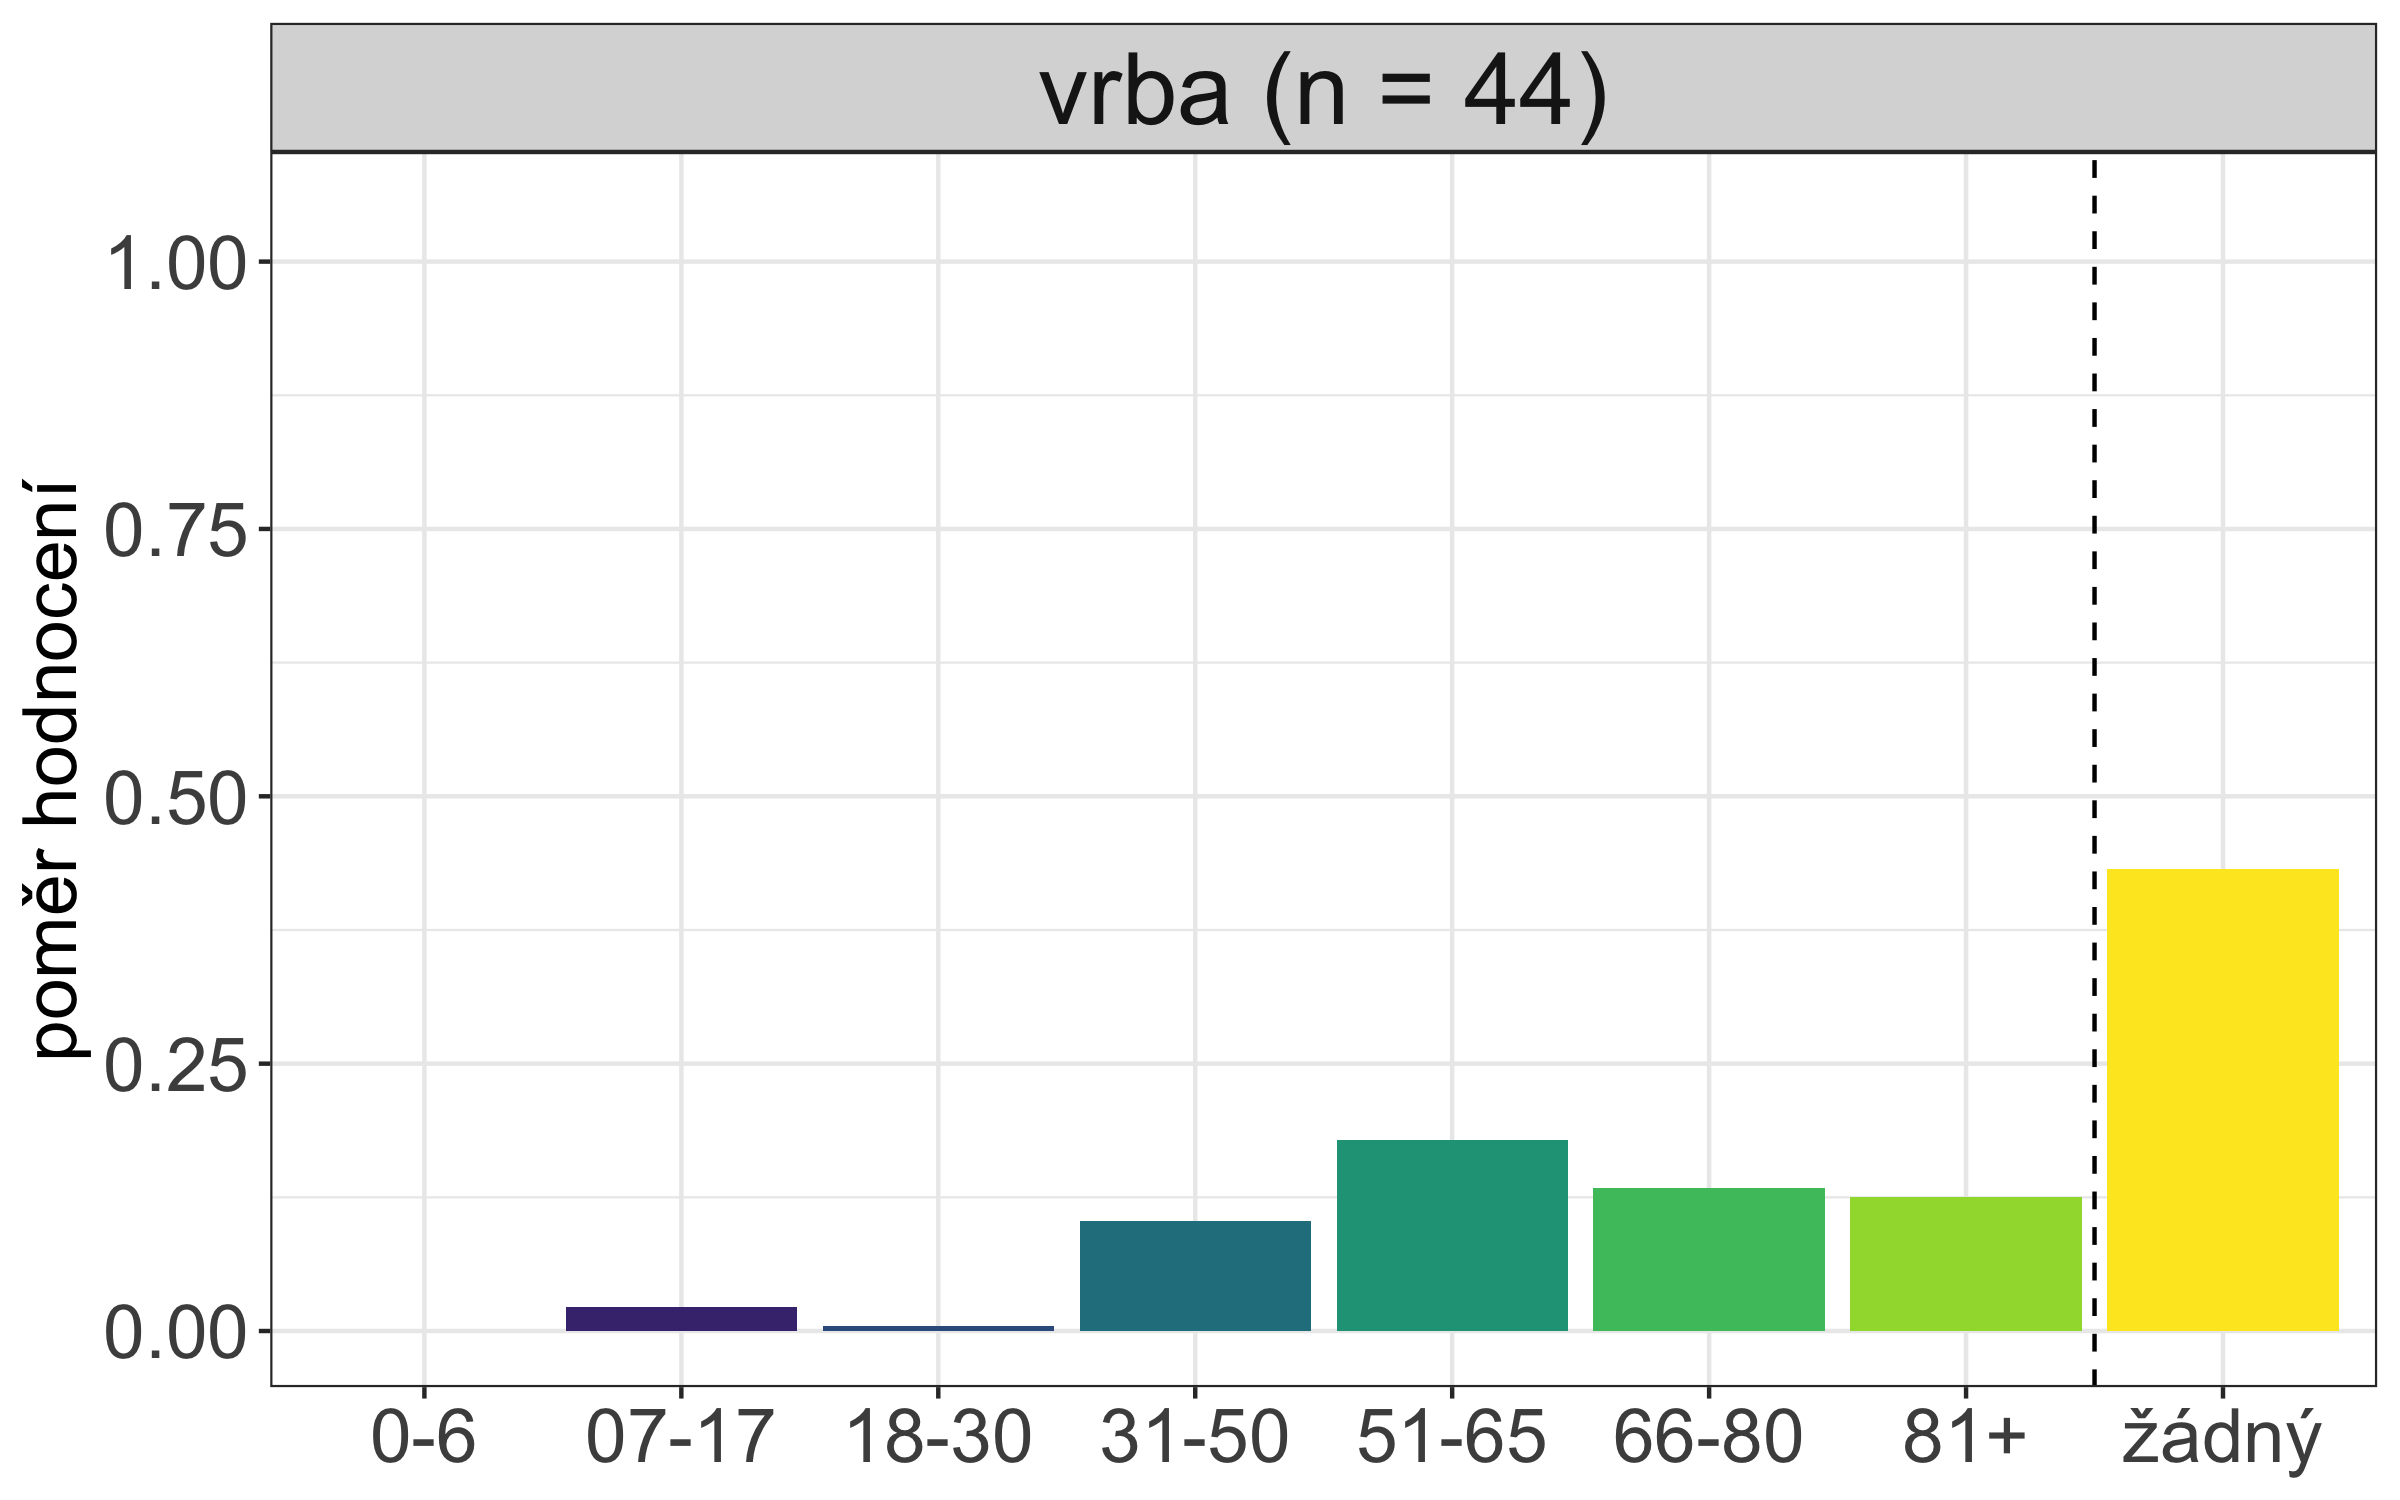 vrba (n = 44)
poměr hodnocení
1.00
0.75
0.50
0.25
0.00
0-6 07-17 18-30 31-50 51-65 66-80 81+ žádný